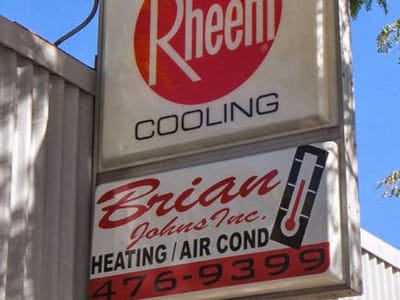 Rheem®
COOLING
Brian
Johns Inc.
HEATING / AIR COND
476-9399